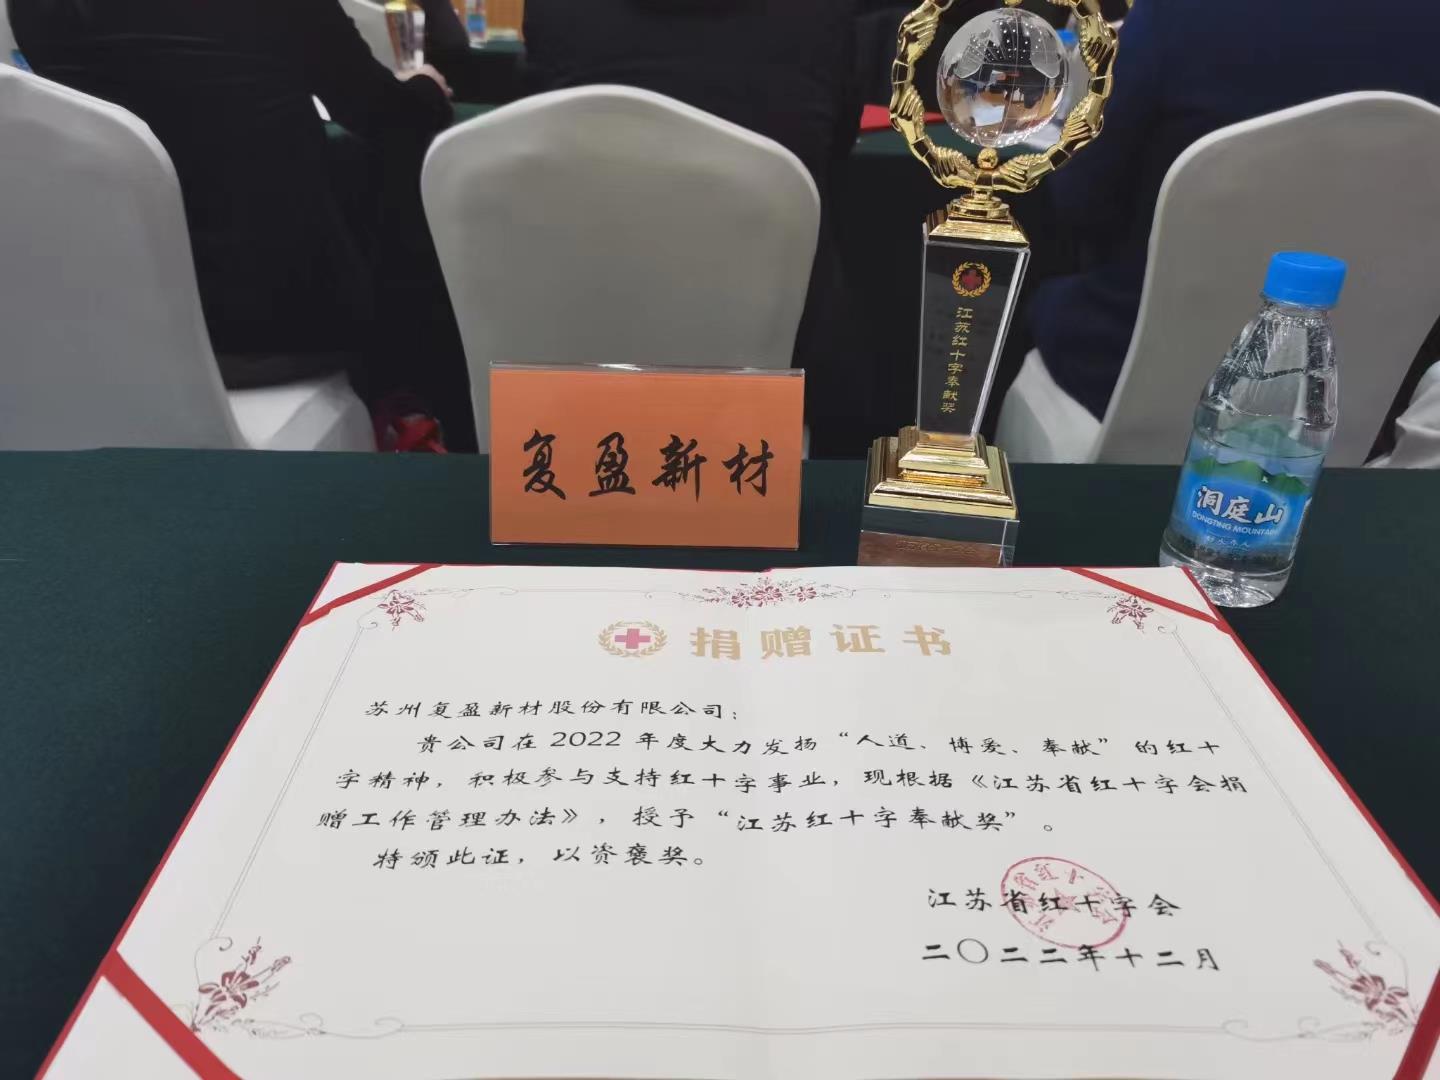 江苏红十字奉献奖
复盈新材
洞庭山
DONGTING MOUNTAIN
捐赠证书
苏州复盈新材股份有限公司：
贵公司在 2022 年度大力发扬“人道、博爱、奉献”的红十
字精神，积极参与支持红十字事业，现根据《江苏省红十字会捐
赠工作管理办法》，授予“江苏红十字奉献奖”。
特颁此证，以资褒奖。
江苏省红十字会
二〇二二年十二月